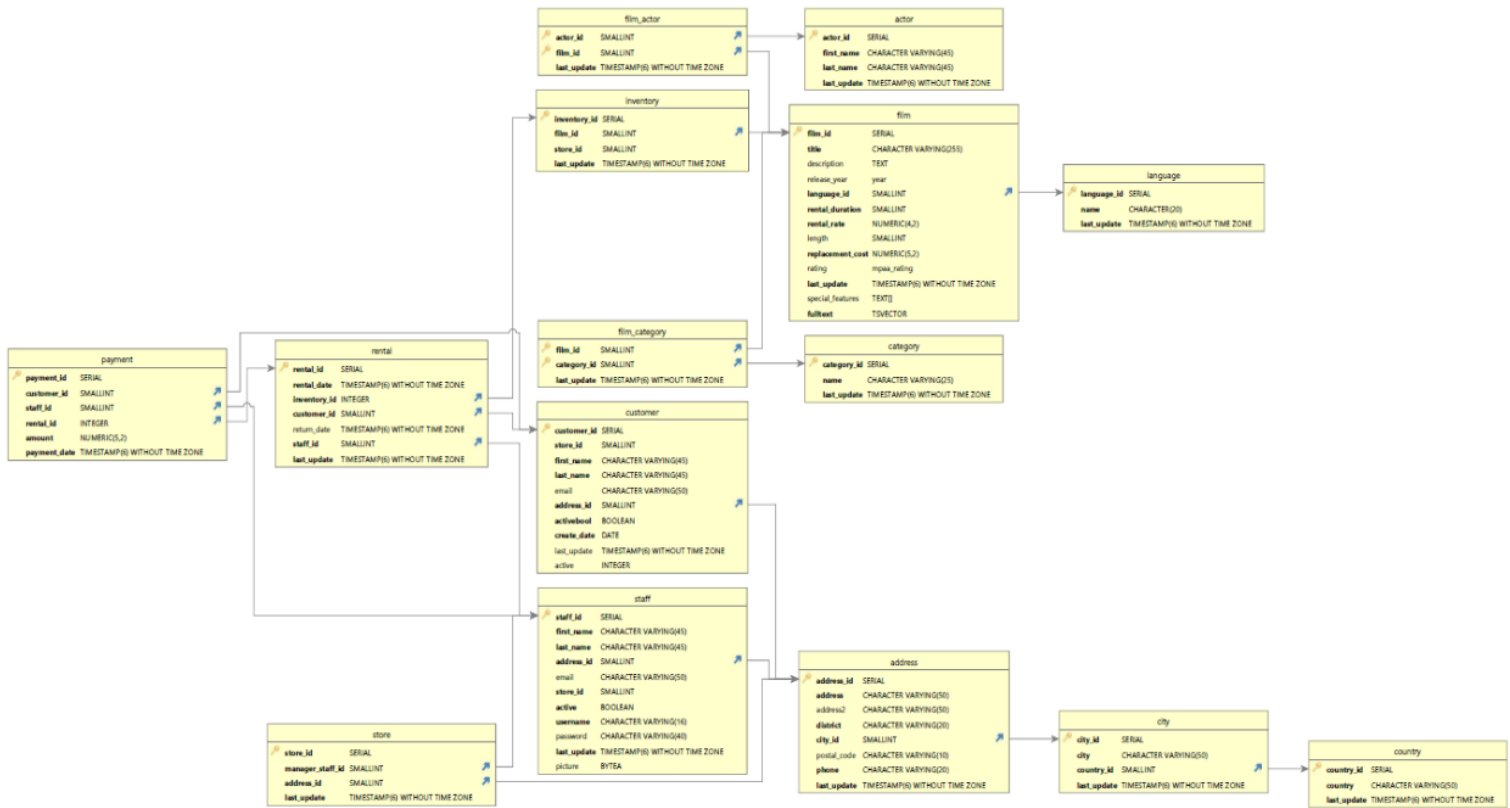 film_actor
actor_id SMALLINT
film_id SMALLINT
last_update TIMESTAMP(6) WITHOUT TIME ZONE
actor
actor_id SERIAL
first_name CHARACTER VARYING(45)
last_name CHARACTER VARYING(45)
last_update TIMESTAMP(6) WITHOUT TIME ZONE
inventory
inventory_id SERIAL
film_id SMALLINT
store_id SMALLINT
last_update TIMESTAMP(6) WITHOUT TIME ZONE
film
film_id SERIAL
title CHARACTER VARYING(255)
description TEXT
release_year year
language_id SMALLINT
rental_duration SMALLINT
rental_rate NUMERIC(4,2)
length SMALLINT
replacement_cost NUMERIC(5,2)
rating mpaa_rating
last_update TIMESTAMP(6) WITHOUT TIME ZONE
special_features TEXT[]
fulltext TSVECTOR
language
language_id SERIAL
name CHARACTER(20)
last_update TIMESTAMP(6) WITHOUT TIME ZONE
film_category
film_id SMALLINT
category_id SMALLINT
last_update TIMESTAMP(6) WITHOUT TIME ZONE
category
category_id SERIAL
name CHARACTER VARYING(25)
last_update TIMESTAMP(6) WITHOUT TIME ZONE
payment
payment_id SERIAL
customer_id SMALLINT
staff_id SMALLINT
rental_id INTEGER
amount NUMERIC(5,2)
payment_date TIMESTAMP(6) WITHOUT TIME ZONE
rental
rental_id SERIAL
rental_date TIMESTAMP(6) WITHOUT TIME ZONE
inventory_id INTEGER
customer_id SMALLINT
return_date TIMESTAMP(6) WITHOUT TIME ZONE
staff_id SMALLINT
last_update TIMESTAMP(6) WITHOUT TIME ZONE
customer
customer_id SERIAL
store_id SMALLINT
first_name CHARACTER VARYING(45)
last_name CHARACTER VARYING(45)
email CHARACTER VARYING(50)
address_id SMALLINT
activebool BOOLEAN
create_date DATE
last_update TIMESTAMP(6) WITHOUT TIME ZONE
active INTEGER
staff
staff_id SERIAL
first_name CHARACTER VARYING(45)
last_name CHARACTER VARYING(45)
address_id SMALLINT
email CHARACTER VARYING(50)
store_id SMALLINT
active BOOLEAN
username CHARACTER VARYING(16)
password CHARACTER VARYING(40)
last_update TIMESTAMP(6) WITHOUT TIME ZONE
picture BYTEA
store
store_id SERIAL
manager_staff_id SMALLINT
address_id SMALLINT
last_update TIMESTAMP(6) WITHOUT TIME ZONE
address
address_id SERIAL
address CHARACTER VARYING(50)
address2 CHARACTER VARYING(50)
district CHARACTER VARYING(20)
city_id SMALLINT
postal_code CHARACTER VARYING(10)
phone CHARACTER VARYING(20)
last_update TIMESTAMP(6) WITHOUT TIME ZONE
city
city_id SERIAL
city CHARACTER VARYING(50)
country_id SMALLINT
last_update TIMESTAMP(6) WITHOUT TIME ZONE
country
country_id SERIAL
country CHARACTER VARYING(50)
last_update TIMESTAMP(6) WITHOUT TIME ZONE